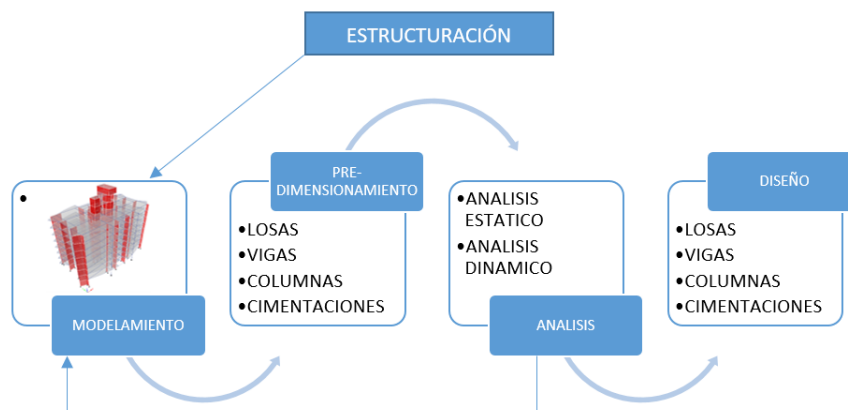 ESTRUCTURACIÓN
MODELAMIENTO
PRE-
DIMENSIONAMIENTO
•LOSAS
•VIGAS
•COLUMNAS
•CIMENTACIONES
•ANALISIS
ESTATICO
•ANALISIS
DINAMICO
ANALISIS
DISEÑO
•LOSAS
•VIGAS
•COLUMNAS
•CIMENTACIONES